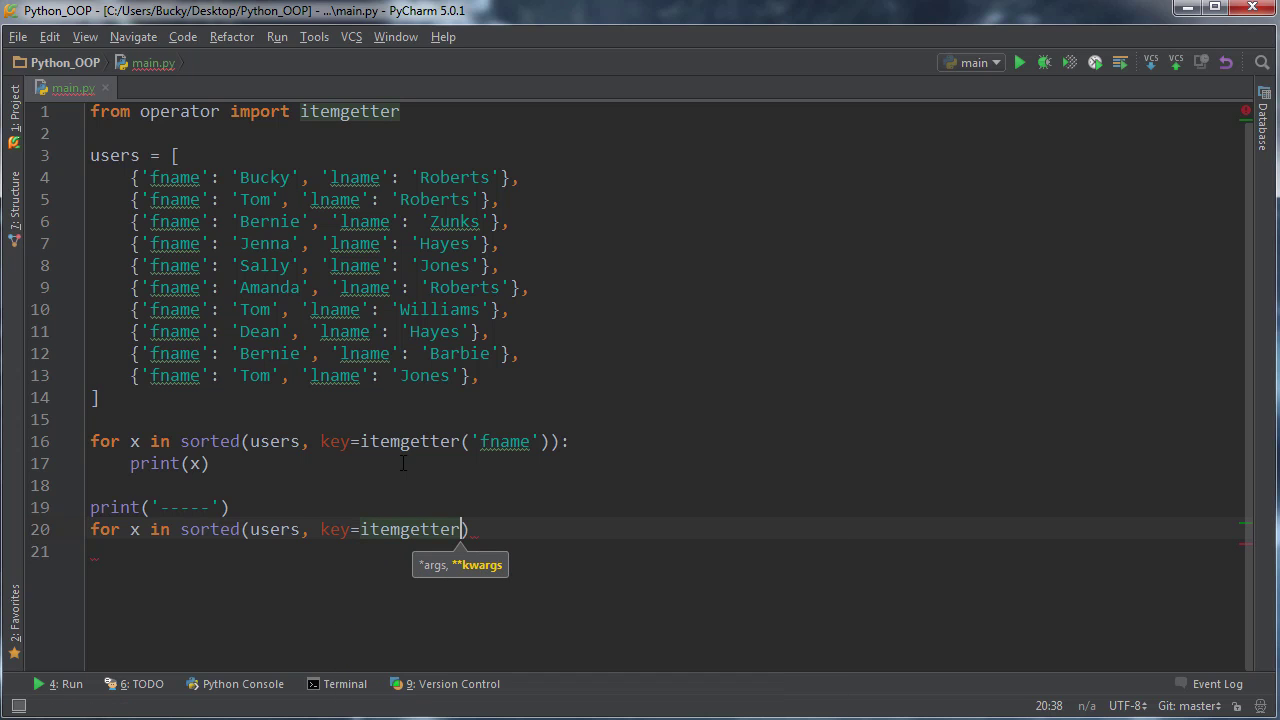 Python_OOP - [C:/Users/Bucky/Desktop/Python_OOP] - ...\main.py - PyCharm 5.0.1
File Edit View Navigate Code Refactor Run Tools VCS Window Help
Python_OOP main.py main VCS VCS
1: Project
7: Structure
2: Favorites
main.py
Database
1 from operator import itemgetter
2
3 users = [
4 {'fname': 'Bucky', 'lname': 'Roberts'},
5 {'fname': 'Tom', 'lname': 'Roberts'},
6 {'fname': 'Bernie', 'lname': 'Zunks'},
7 {'fname': 'Jenna', 'lname': 'Hayes'},
8 {'fname': 'Sally', 'lname': 'Jones'},
9 {'fname': 'Amanda', 'lname': 'Roberts'},
10 {'fname': 'Tom', 'lname': 'Williams'},
11 {'fname': 'Dean', 'lname': 'Hayes'},
12 {'fname': 'Bernie', 'lname': 'Barbie'},
13 {'fname': 'Tom', 'lname': 'Jones'},
14 ]
15
16 for x in sorted(users, key=itemgetter('fname')):
17 print(x)
18
19 print('-----')
20 for x in sorted(users, key=itemgetter)
21
*args, **kwargs
4: Run 6: TODO Python Console Terminal 9: Version Control Event Log
20:38 n/a UTF-8 Git: master